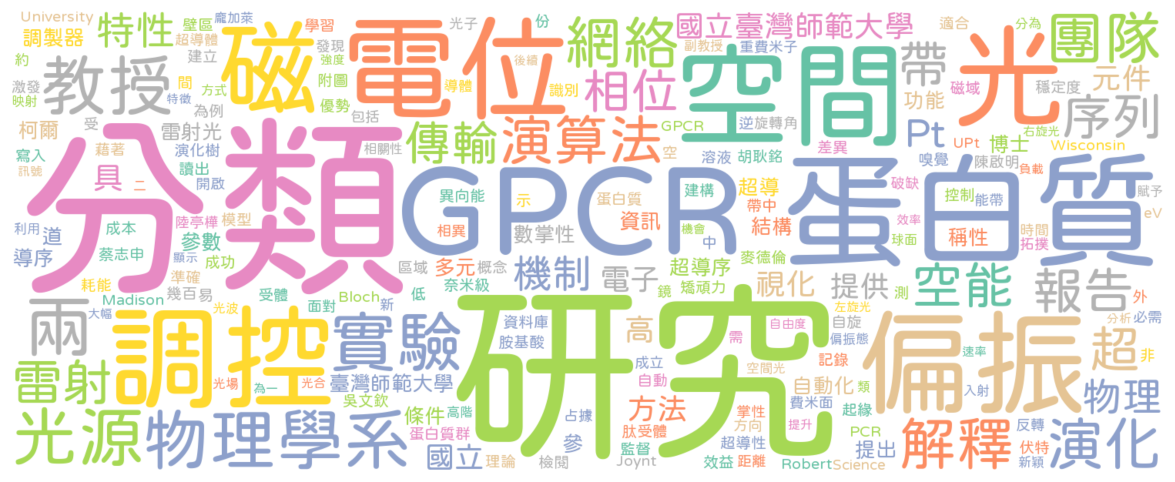 University 龐加萊 學習 光子 份 適合 分為
調製器 特性 超導體 壁區 發現 強度 網絡 國立臺灣師範大學 團隊
約 建立 磁 電位 副教授 重費米子 光
激發 教授 間 方式 附圖 導體 後續 識別 相位 空間 帶 磁域 穩定度 元件
映射 特徵 為例 優勢 功能 序列
柯爾 受 雷射光 包括 傳輸 演算法 GPCR 逆 旋轉角 Pt UPt 博士 右旋光 Wisconsin
寫入 藉著 演化樹 相關性 空 溶液 胡耿銘 差異 嗅覺 陳啟明 負載
訊號 具 二 讀出 開啟 分類 GPCR 異向能 示 蛋白質 建構 超導 破缺 控制 能帶 賦予
利用 陸亭樺 模型 相異 資訊 機會 帶中 結構 蛋白質 效率 eV
道 成本 參數 數掌性 中 球面 稱性 時間 拓撲
導序 蔡志申 顯示 成功 區域 多元 概念 機制 電子 超導序 麥德倫 空能
耗能 準確 幾百 易 奈米級 鏡 矯頑力 視化 提供 測 報告 外
兩 Madison 大幅 光波 受體 面對 Bloch 新 低 左旋光 必需
調控 實驗 資料庫 研究 高 需 自由度 自旋 偏振 分析 超 非
雷射 胺基酸 成立 空間光 偏振態 速率
光場 為一 光合 臺灣師範大學 自動 記錄 自動化 類 入射 物理
光源 物理學系 吳文欽 條件 高階 占據 方法 掌性 方向 費米面 起緣 解釋 反轉 演化
蛋白質群 肽受體 提升 PCR
國立 理論 檢閱 參 監督 超導性 提出 伏特
Joynt 效益 距離 Robert Science 新穎